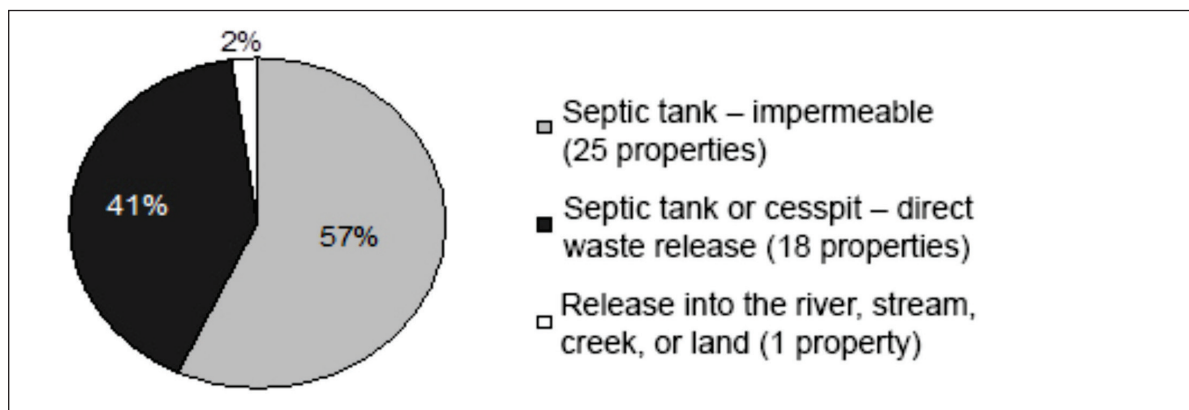 2%
41%
57%
Septic tank – impermeable
(25 properties)
Septic tank or cesspit – direct
waste release (18 properties)
Release into the river, stream,
creek, or land (1 property)